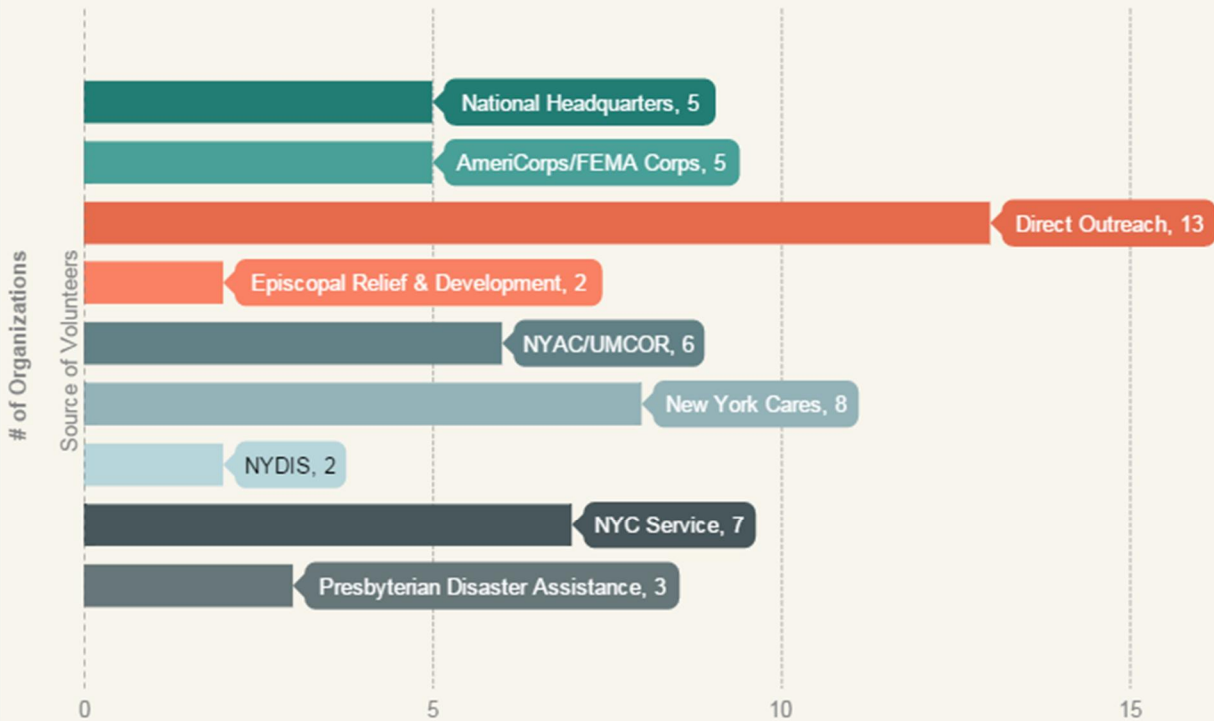 National Headquarters, 5
AmeriCorps/FEMA Corps, 5
Direct Outreach, 13
Episcopal Relief & Development, 2
NYAC/UMCOR, 6
New York Cares, 8
NYDIS, 2
NYC Service, 7
Presbyterian Disaster Assistance, 3
# of Organizations
Source of Volunteers
0
5
10
15